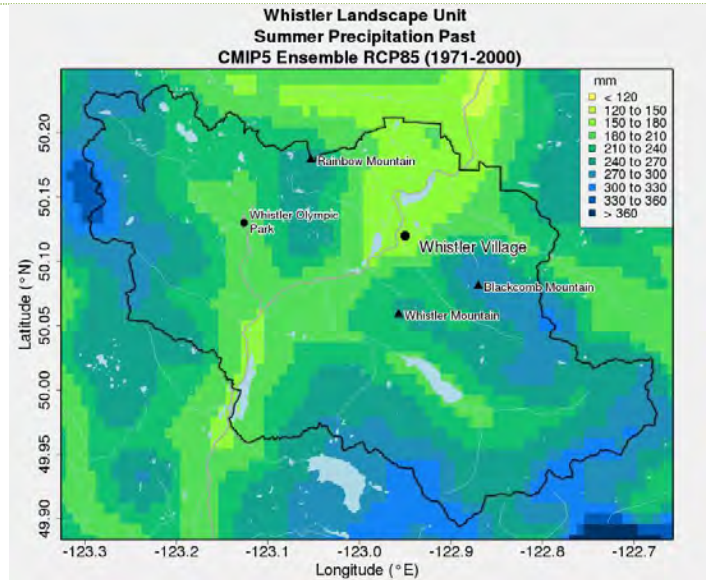 Whistler Landscape Unit
Summer Precipitation Past
CMIP5 Ensemble RCP85 (1971-2000)
mm
< 120
120 to 150
150 to 180
180 to 210
210 to 240
240 to 270
270 to 300
300 to 330
330 to 360
> 360
Rainbow Mountain
Whistler Olympic
Park
Whistler Village
Blackcomb Mountain
Whistler Mountain
Latitude (°N)
50.20
50.15
50.10
50.05
50.00
49.95
49.90
-123.3
-123.2
-123.1
-123.0
-122.9
-122.8
-122.7
Longitude (°E)